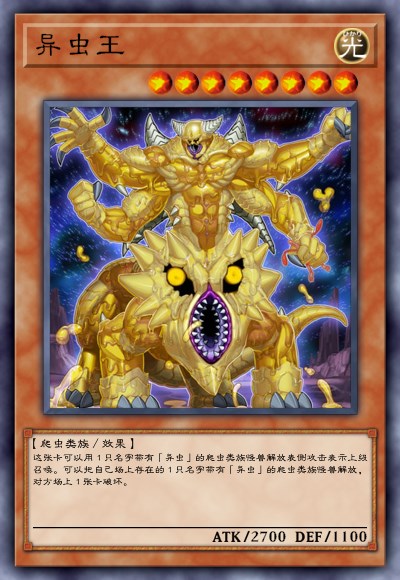 异虫王
ひかり
光
【爬虫类族／效果】
这张卡可以用1只名字带有「异虫」的爬虫类族怪兽解放表侧攻击表示上级
召唤。可以把自己场上存在的1只名字带有「异虫」的爬虫类族怪兽解放，
对方场上1张卡破坏。
ATK/2700 DEF/1100